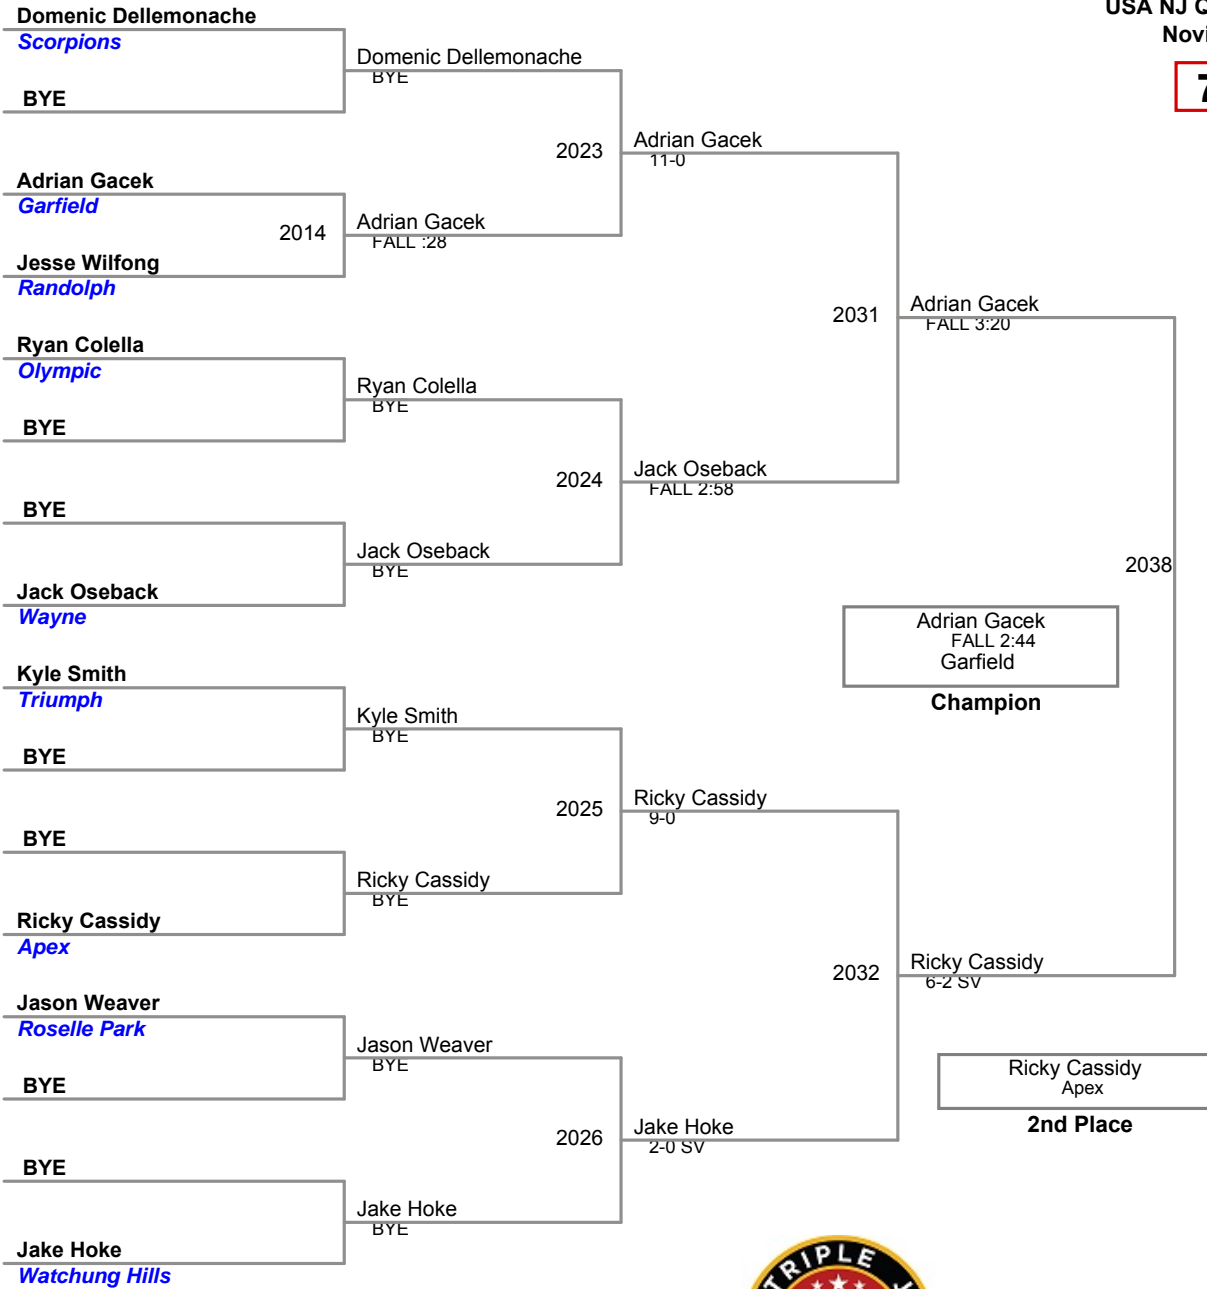 USA NJ Q
Novi
7
Domenic Dellemonache
Scorpions
BYE
Adrian Gacek
Garfield
2014
Jesse Wilfong
Randolph
Ryan Colella
Olympic
BYE
BYE
Jack Oseback
Wayne
Kyle Smith
Triumph
BYE
BYE
Ricky Cassidy
Apex
Jason Weaver
Roselle Park
BYE
BYE
Jake Hoke
Watchung Hills
Domenic Dellemonache
BYE
2023
Adrian Gacek
FALL :28
Ryan Colella
BYE
2024
Jack Oseback
BYE
Kyle Smith
BYE
2025
Ricky Cassidy
BYE
Jason Weaver
BYE
2026
Jake Hoke
BYE
Adrian Gacek
11-0
2031
Jack Oseback
FALL 2:58
Ricky Cassidy
9-0
2032
Jake Hoke
2-0 SV
Adrian Gacek
FALL 3:20
2038
Adrian Gacek
FALL 2:44
Garfield
Champion
Ricky Cassidy
6-2 SV
Ricky Cassidy
Apex
2nd Place
TRIPLE